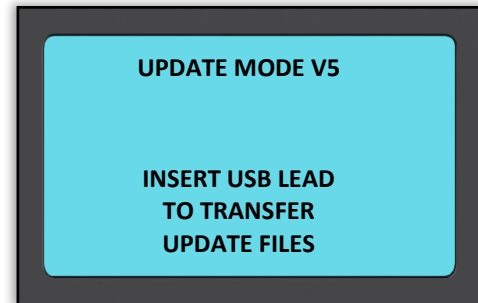 UPDATE MODE V5
INSERT USB LEAD
TO TRANSFER
UPDATE FILES